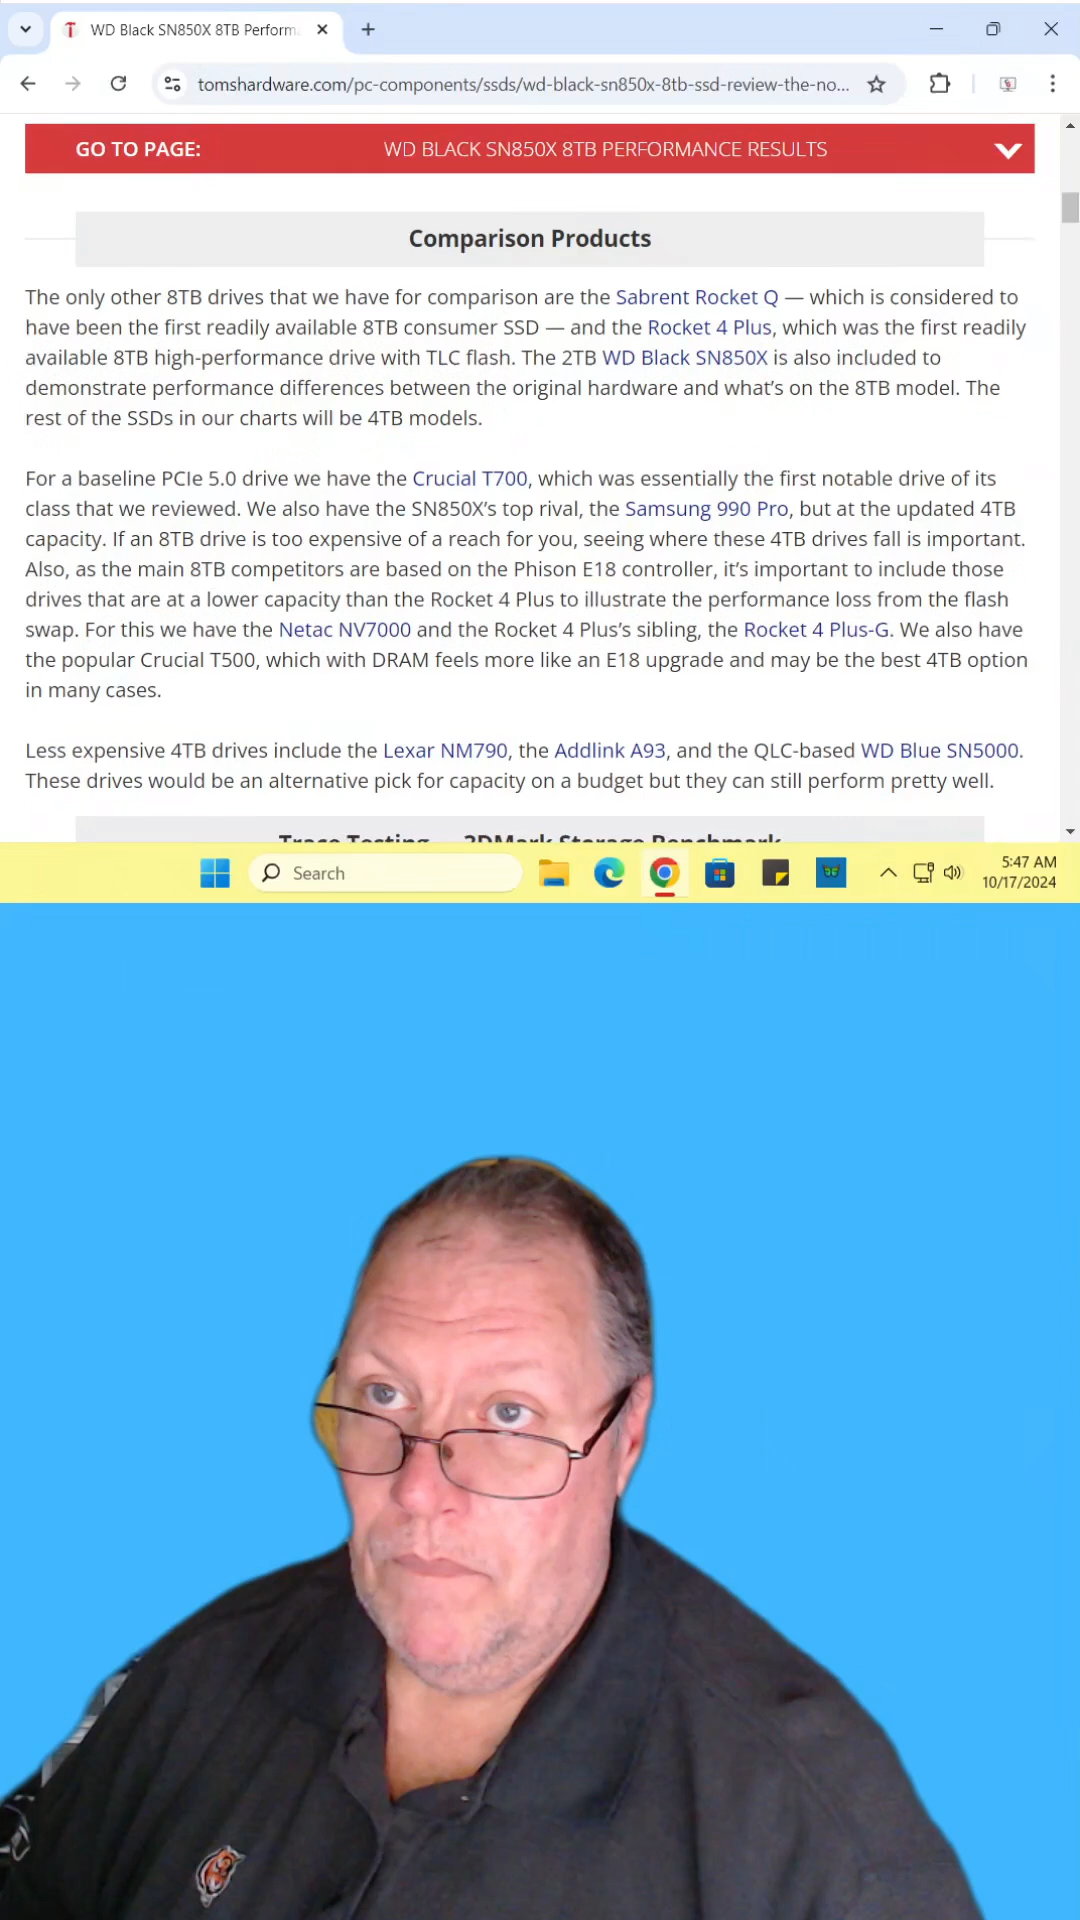 WD Black SN850X 8TB Perform
tomshardware.com/pc-components/ssds/wd-black-sn850x-8tb-ssd-review-the-no...
GO TO PAGE: WD BLACK SN850X 8TB PERFORMANCE RESULTS
Comparison Products
The only other 8TB drives that we have for comparison are the Sabrent Rocket Q — which is considered to
have been the first readily available 8TB consumer SSD — and the Rocket 4 Plus, which was the first readily
available 8TB high-performance drive with TLC flash. The 2TB WD Black SN850X is also included to
demonstrate performance differences between the original hardware and what's on the 8TB model. The
rest of the SSDs in our charts will be 4TB models.
For a baseline PCIe 5.0 drive we have the Crucial T700, which was essentially the first notable drive of its
class that we reviewed. We also have the SN850X's top rival, the Samsung 990 Pro, but at the updated 4TB
capacity. If an 8TB drive is too expensive of a reach for you, seeing where these 4TB drives fall is important.
Also, as the main 8TB competitors are based on the Phison E18 controller, it's important to include those
drives that are at a lower capacity than the Rocket 4 Plus to illustrate the performance loss from the flash
swap. For this we have the Netac NV7000 and the Rocket 4 Plus's sibling, the Rocket 4 Plus-G. We also have
the popular Crucial T500, which with DRAM feels more like an E18 upgrade and may be the best 4TB option
in many cases.
Less expensive 4TB drives include the Lexar NM790, the Addlink A93, and the QLC-based WD Blue SN5000.
These drives would be an alternative pick for capacity on a budget but they can still perform pretty well.
Trace Testing — 3DMark Storage Benchmark
Search
5:47 AM
10/17/2024